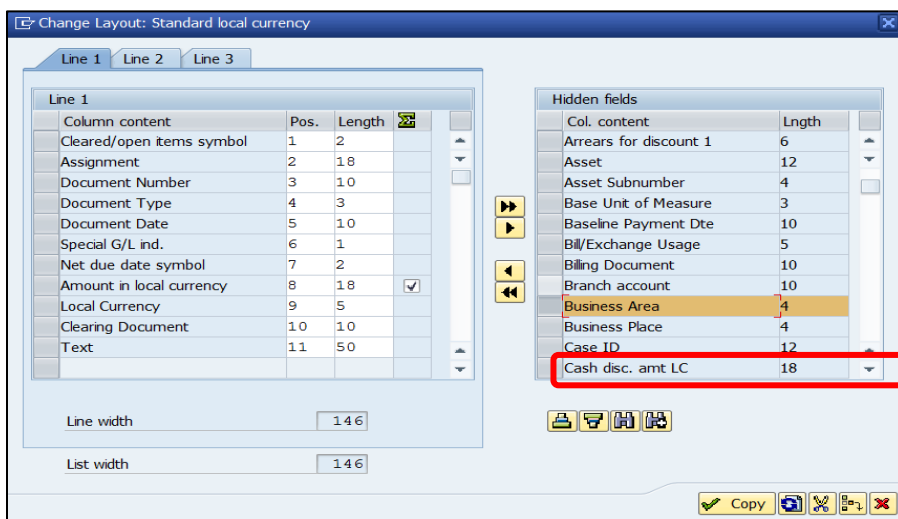 Change Layout: Standard local currency
Line 1 Line 2 Line 3
Line 1
Column content Pos. Length
Cleared/open items symbol 1 2
Assignment 2 18
Document Number 3 10
Document Type 4 3
Document Date 5 10
Special G/L ind. 6 1
Net due date symbol 7 2
Amount in local currency 8 18
Local Currency 9 5
Clearing Document 10 10
Text 11 50
Line width 146
List width 146
Hidden fields
Col. content Lngth
Arrears for discount 1 6
Asset 12
Asset Subnumber 4
Base Unit of Measure 3
Baseline Payment Dte 10
Bill/Exchange Usage 5
Billing Document 10
Branch account 10
Business Area 4
Business Place 4
Case ID 12
Cash disc. amt LC 18
Copy